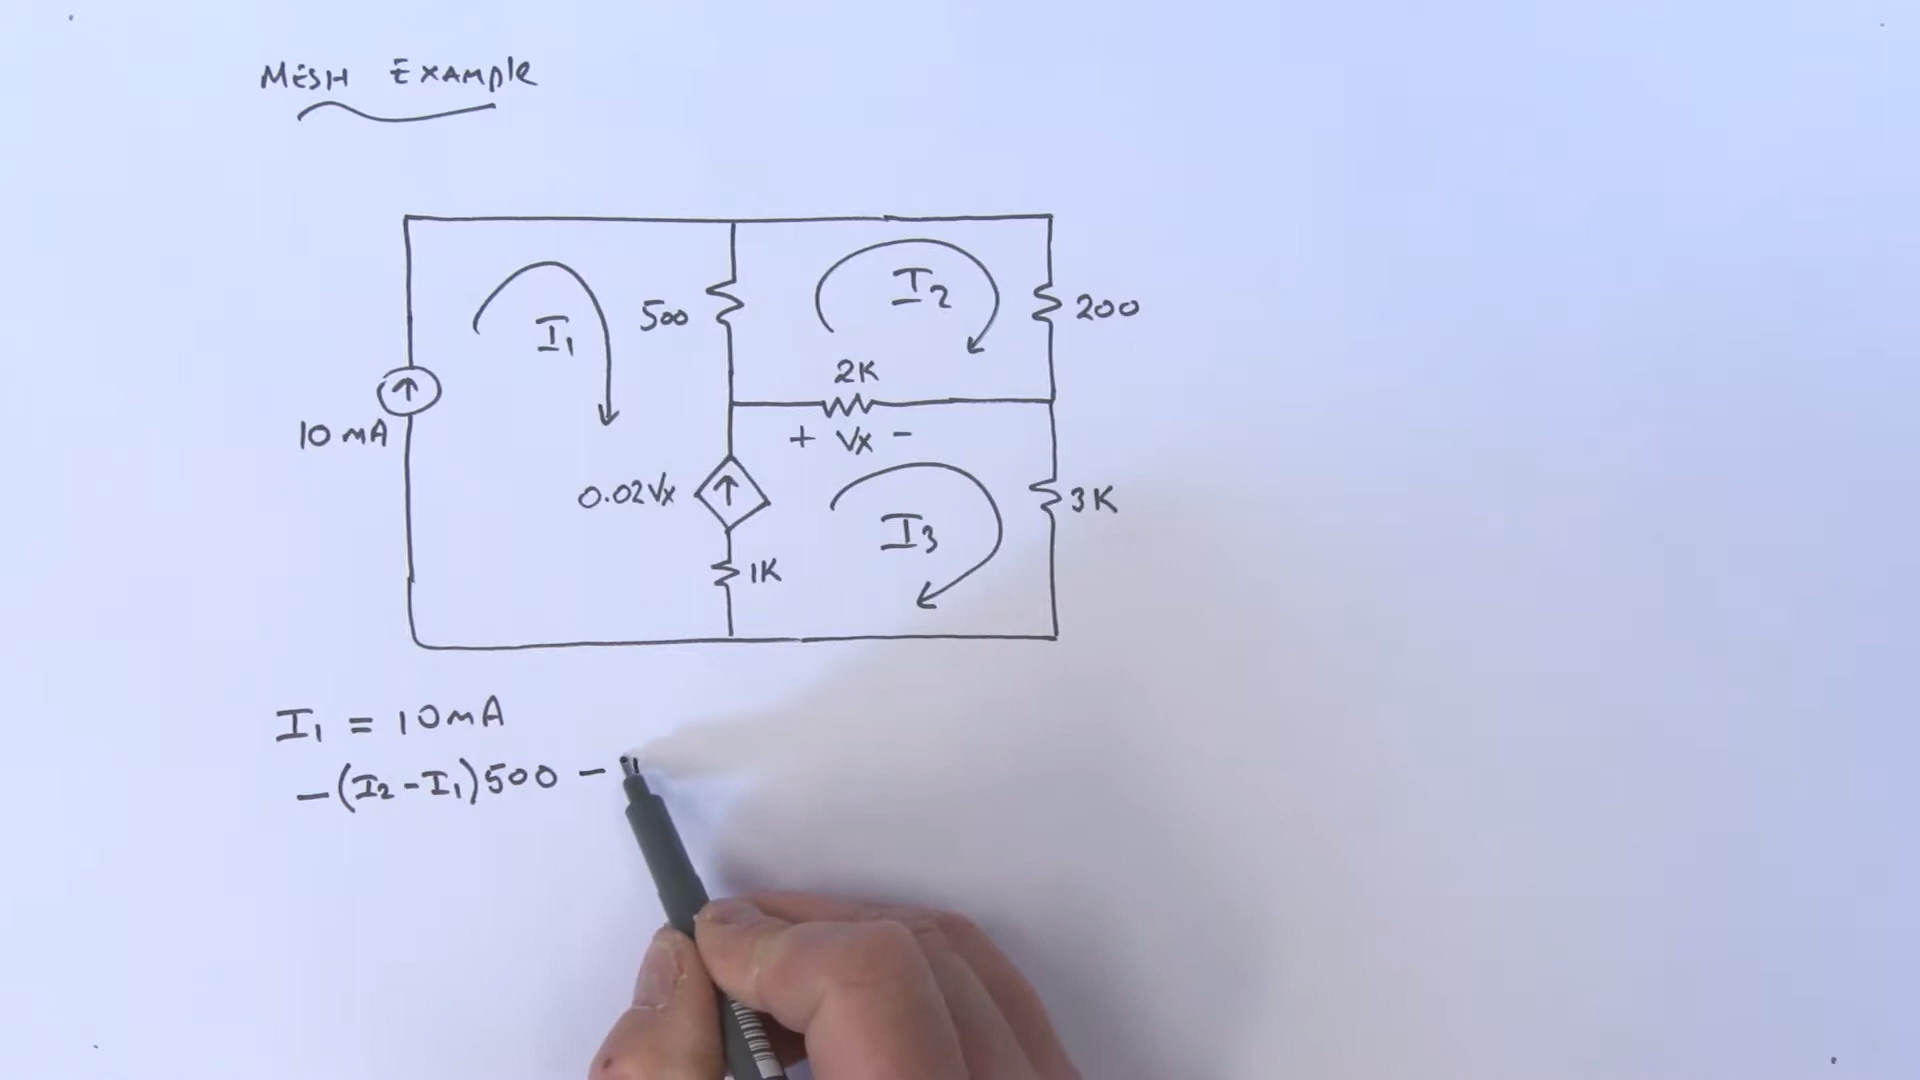 MESH EXAMPLE
I2
I1
500
200
2K
10 mA
+ Vx -
0.02Vx
3K
I3
1K
I1 = 10mA
-(I2-I1)500 -